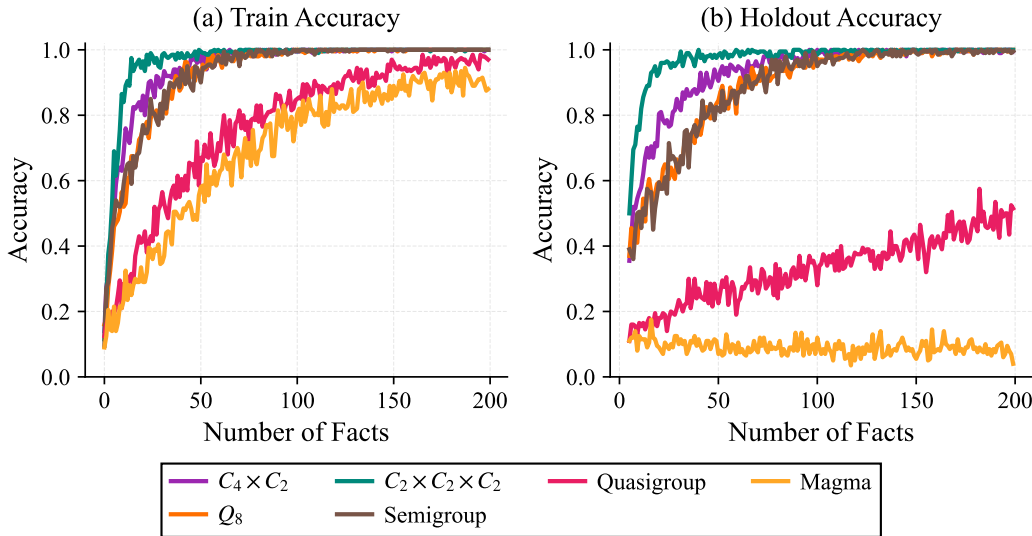 (a) Train Accuracy
(b) Holdout Accuracy
Accuracy
1.0
0.8
0.6
0.4
0.2
0.0
0 50 100 150 200
Number of Facts
Accuracy
1.0
0.8
0.6
0.4
0.2
0.0
0 50 100 150 200
Number of Facts
C₄ × C₂ C₂ × C₂ × C₂ Quasigroup Magma
Q₈ Semigroup